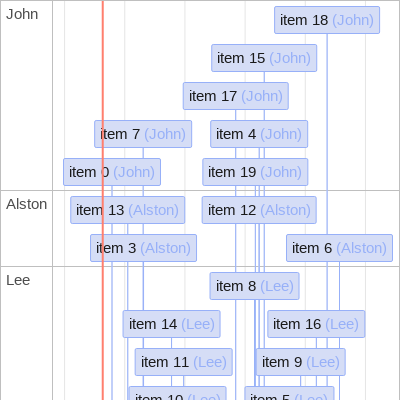 John
item 18 (John)
item 15 (John)
item 17 (John)
item 7 (John)
item 4 (John)
item 0 (John)
item 19 (John)
Alston
item 13 (Alston)
item 12 (Alston)
item 3 (Alston)
item 6 (Alston)
Lee
item 8 (Lee)
item 14 (Lee)
item 16 (Lee)
item 11 (Lee)
item 9 (Lee)
item 10 (Lee)
item 5 (Lee)